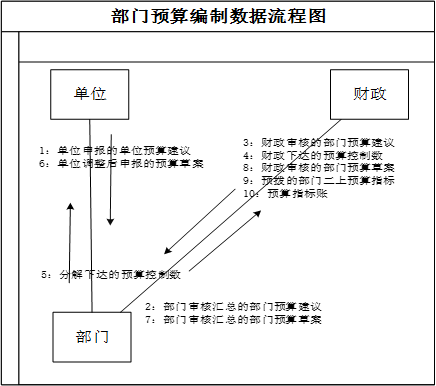 部门预算编制数据流程图
单位
财政
1：单位申报的单位预算建议
6：单位调整后申报的预算草案
3：财政审核的部门预算建议
4：财政下达的预算控制数
8：财政审核的部门预算草案
9：预拨的部门二上预算指标
10：预算指标账
5：分解下达的预算控制数
2：部门审核汇总的部门预算建议
7：部门审核汇总的部门预算草案
部门